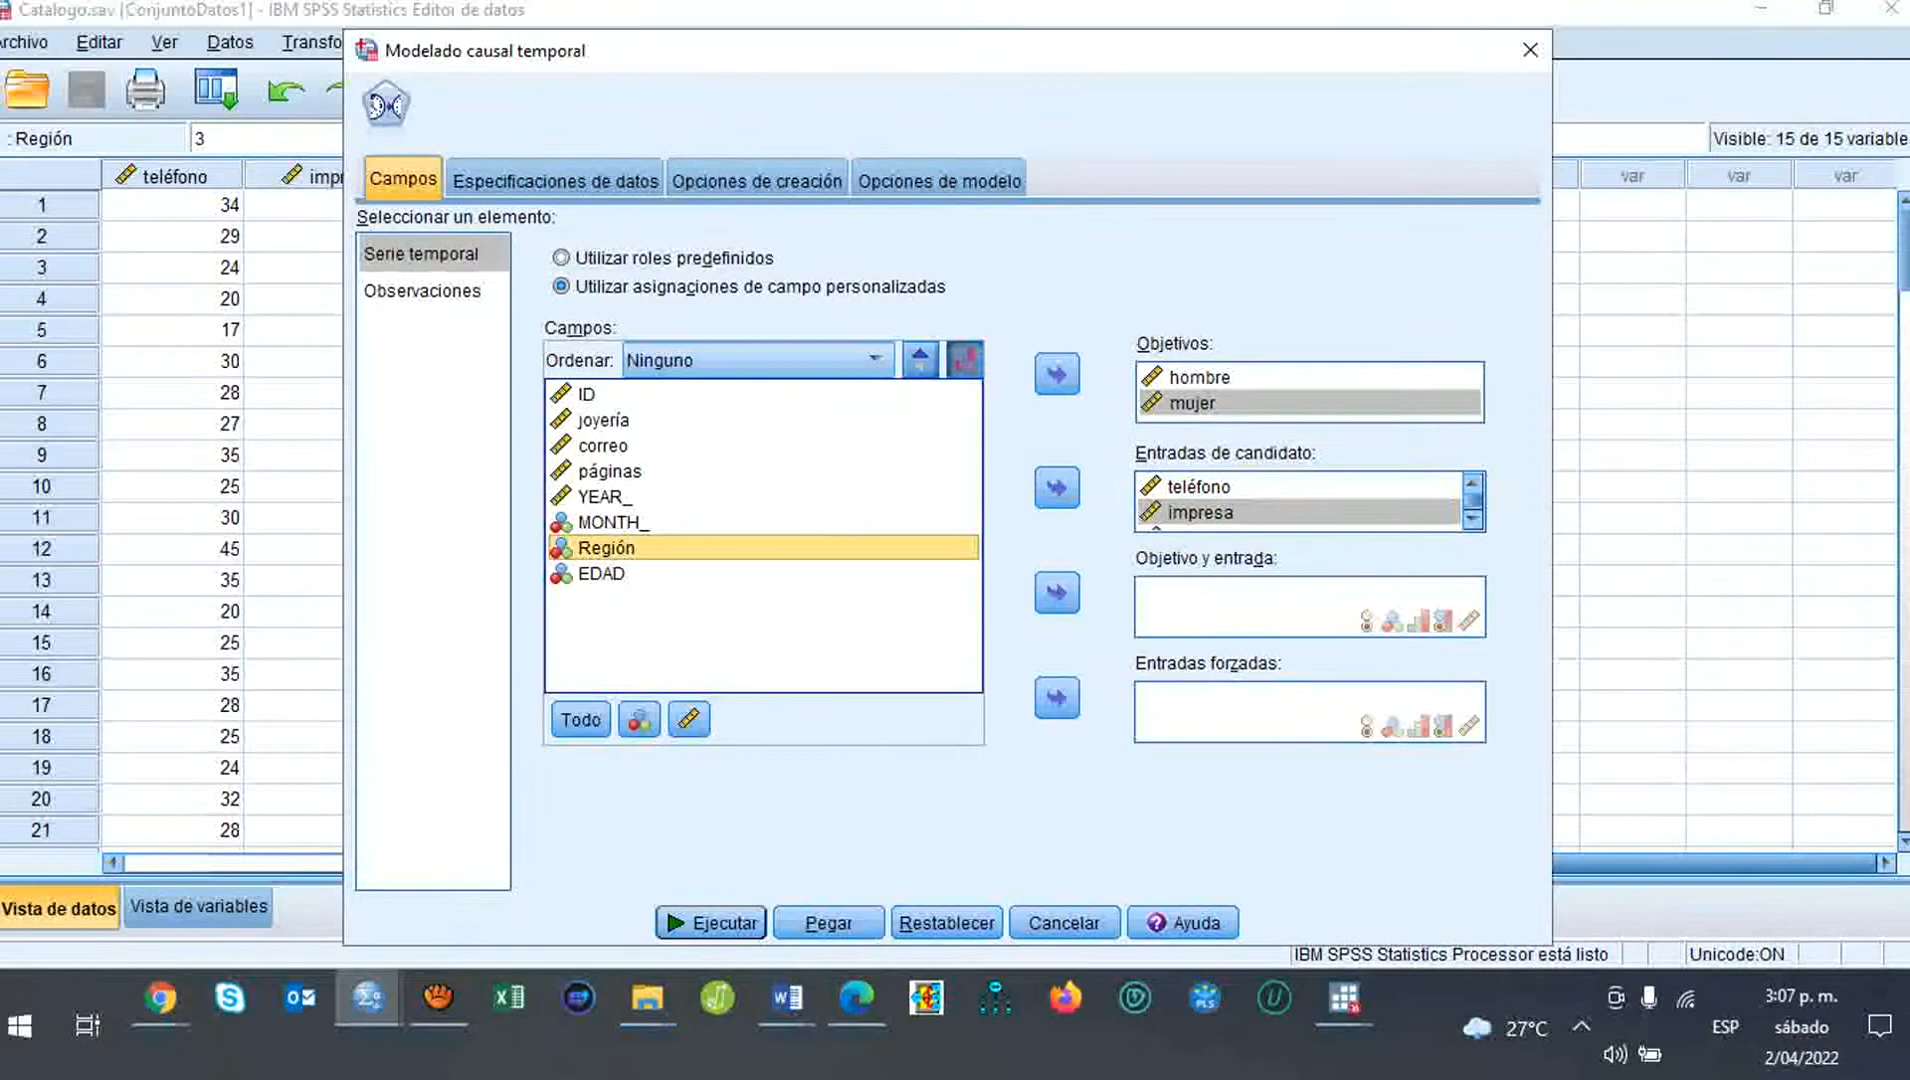 Catalogo.sav [ConjuntoDatos1] - IBM SPSS Statistics Editor de datos
Archivo Editar Ver Datos Transfo
Modelado causal temporal
: Región 3
Visible: 15 de 15 variable
teléfono impr
var var var
1 34
2 29
3 24
4 20
5 17
6 30
7 28
8 27
9 35
10 25
11 30
12 45
13 35
14 20
15 25
16 35
17 28
18 25
19 24
20 32
21 28
Vista de datos Vista de variables
Campos Especificaciones de datos Opciones de creación Opciones de modelo
Seleccionar un elemento:
Serie temporal
Observaciones
Utilizar roles predefinidos
Utilizar asignaciones de campo personalizadas
Campos:
Ordenar: Ninguno
ID
joyería
correo
páginas
YEAR_
MONTH_
Región
EDAD
Todo
Objetivos:
hombre
mujer
Entradas de candidato:
teléfono
impresa
Objetivo y entrada:
Entradas forzadas:
Ejecutar Pegar Restablecer Cancelar Ayuda
IBM SPSS Statistics Processor está listo Unicode:ON
27°C
ESP
3:07 p. m.
sábado
2/04/2022